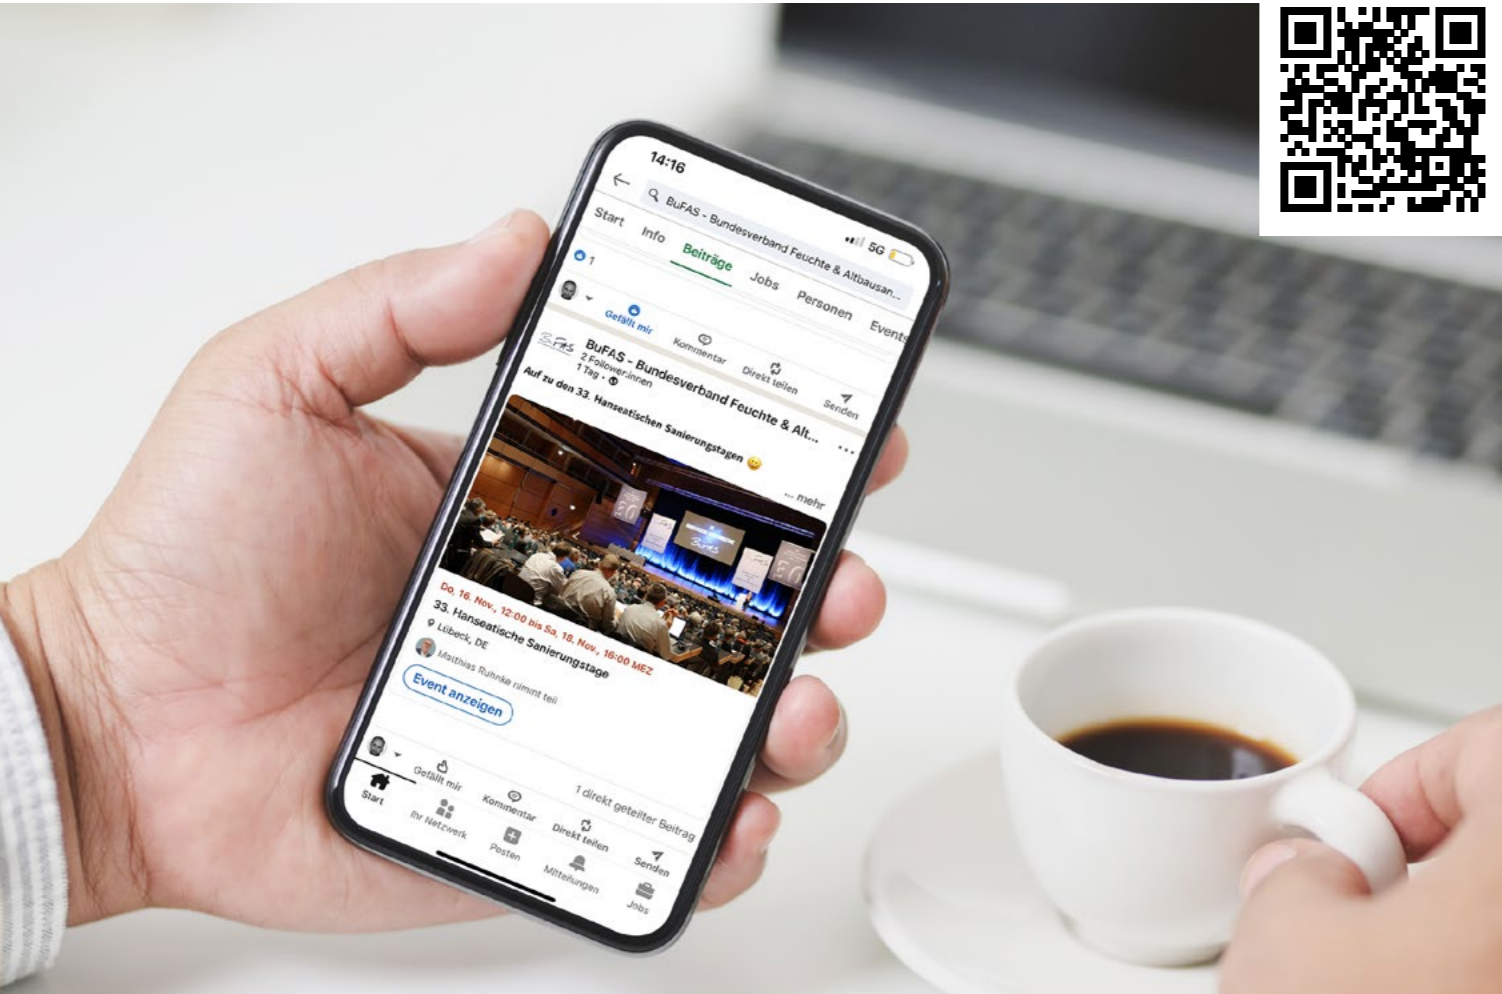 14:16
5G
BuFAS - Bundesverband Feuchte & Altbausan...
Start Info Beiträge Jobs Personen Events
1
Gefällt mir Kommentar Direkt teilen Senden
BuFAS
BuFAS - Bundesverband Feuchte & Alt...
2 Follower:innen
1 Tag •
Auf zu den 33. Hanseatischen Sanierungstagen 😀
... mehr
BuFAS
Do, 16. Nov., 12:00 bis Sa, 18. Nov., 16:00 MEZ
33. Hanseatische Sanierungstage
Lübeck, DE
Matthias Ruhnke nimmt teil
Event anzeigen
1 direkt geteilter Beitrag
Gefällt mir Kommentar Direkt teilen Senden
Start Ihr Netzwerk Posten Mitteilungen Jobs